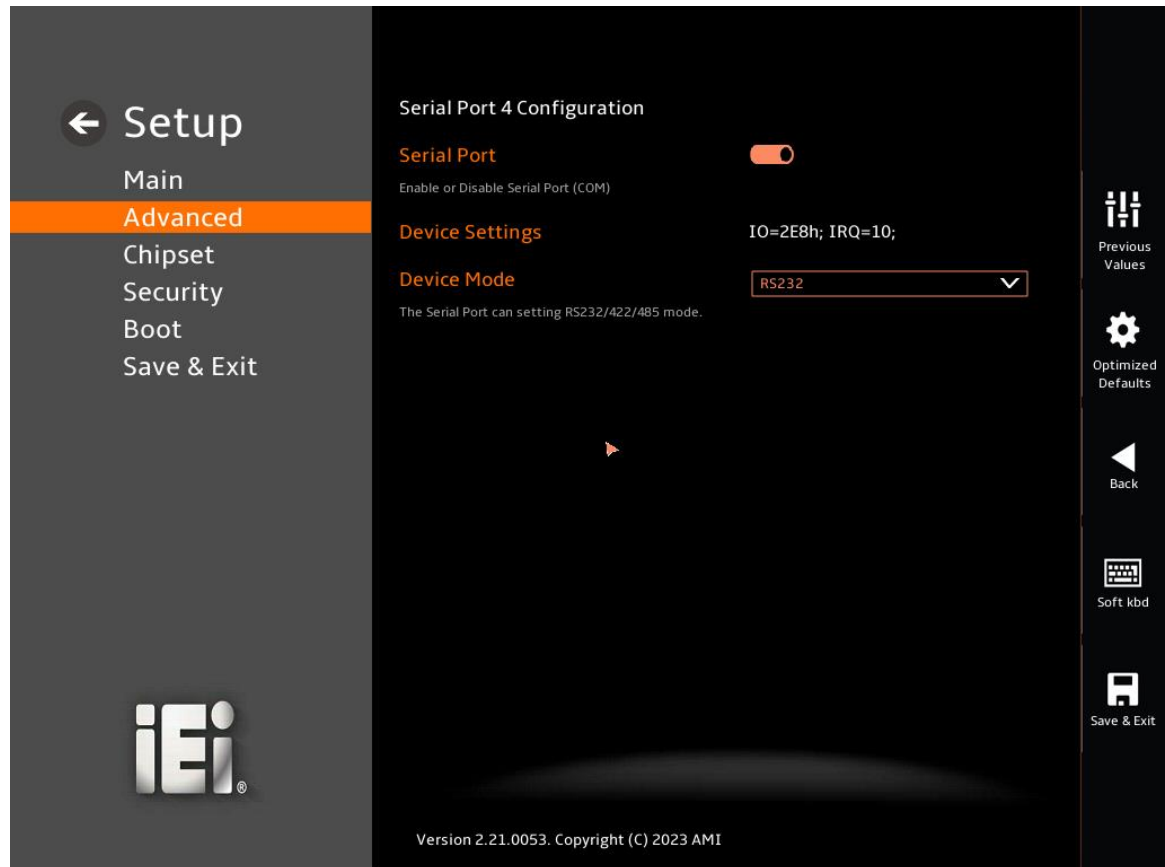 Setup
Main
Advanced
Chipset
Security
Boot
Save & Exit
iEi®
Serial Port 4 Configuration
Serial Port
Enable or Disable Serial Port (COM)
Device Settings IO=2E8h; IRQ=10;
Device Mode RS232
The Serial Port can setting RS232/422/485 mode.
Version 2.21.0053. Copyright (C) 2023 AMI
Previous
Values
Optimized
Defaults
Back
Soft kbd
Save & Exit